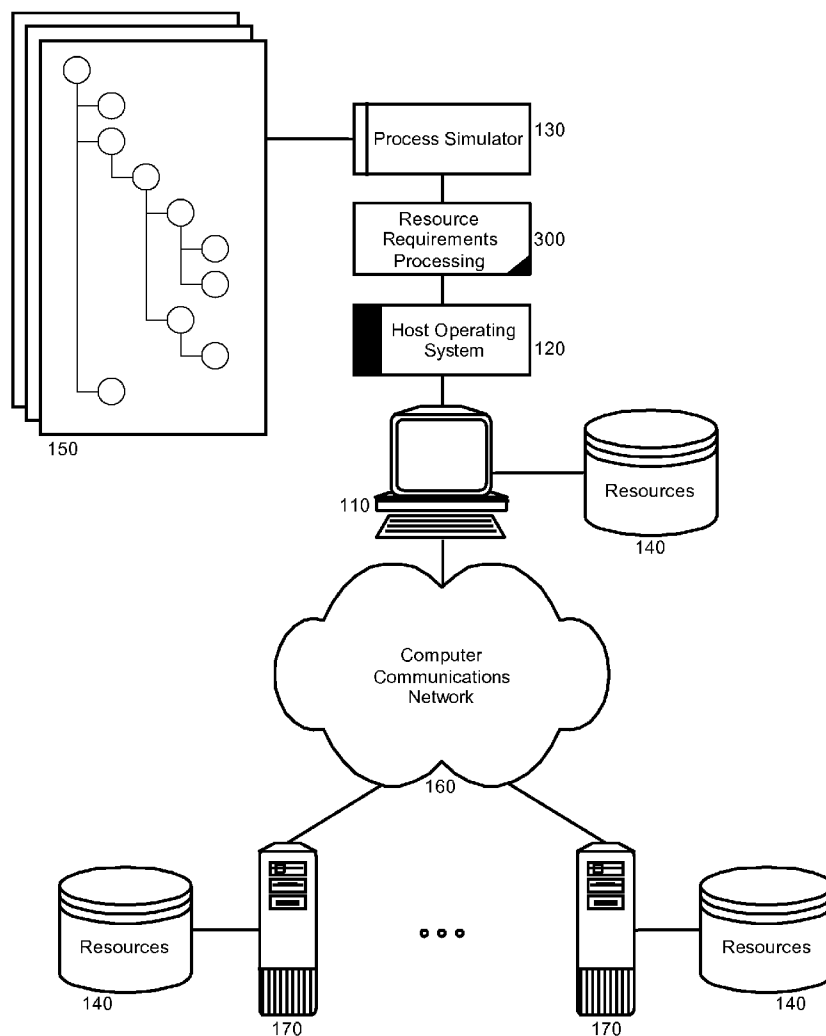 Process Simulator
130
Resource
Requirements
Processing
300
Host Operating
System
120
150
110
Resources
140
Computer
Communications
Network
160
Resources
140
170
170
Resources
140